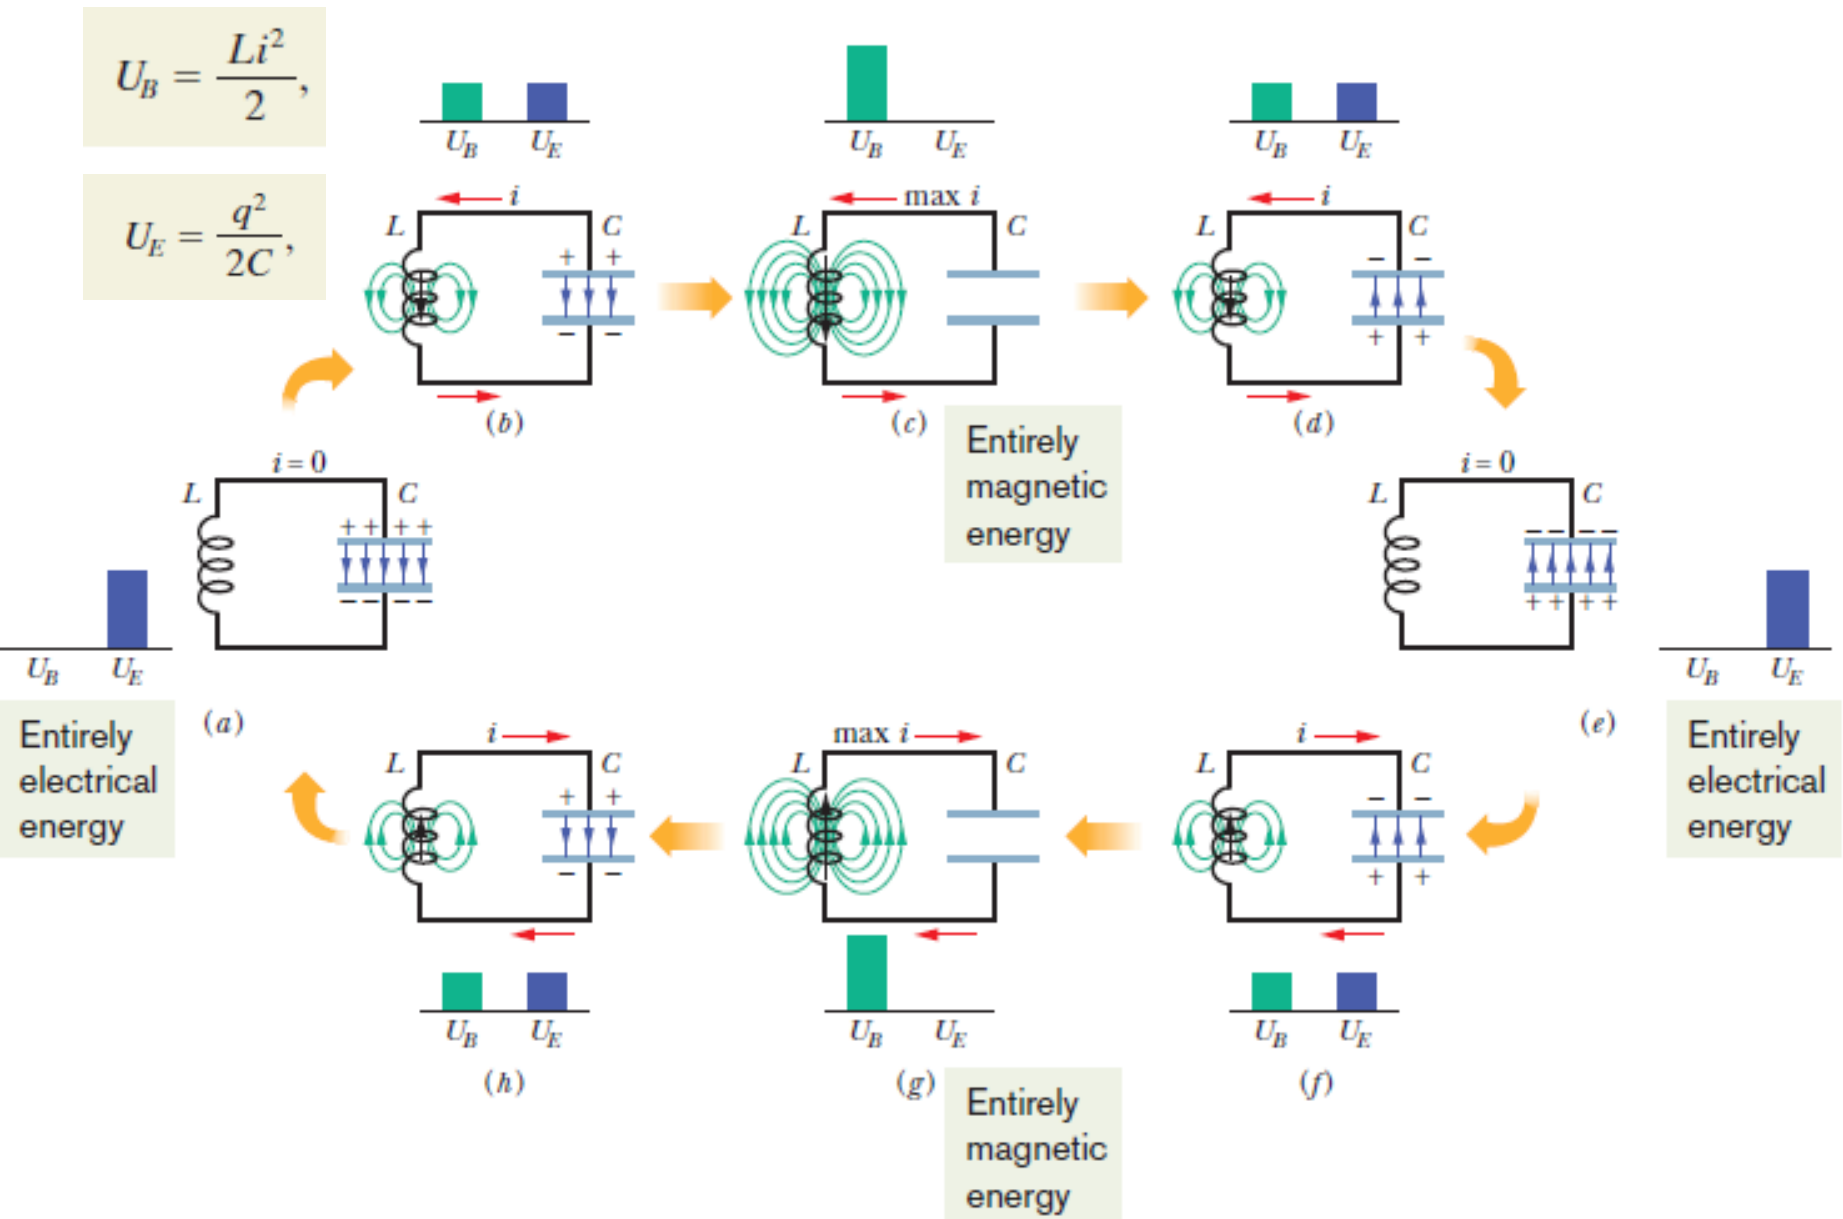 U_B = Li²/2,
U_E = q²/2C,
U_B U_E
i
L C
+ +
− −
(b)
U_B U_E
max i
L C
(c)
Entirely
magnetic
energy
U_B U_E
i
L C
− −
+ +
(d)
i = 0
L C
+ + + +
− − − −
U_B U_E
(a)
Entirely
electrical
energy
i = 0
L C
− − − −
+ + + +
U_B U_E
(e)
Entirely
electrical
energy
i
L C
+ +
− −
U_B U_E
(h)
max i
L C
U_B U_E
(g)
Entirely
magnetic
energy
i
L C
− −
+ +
U_B U_E
(f)